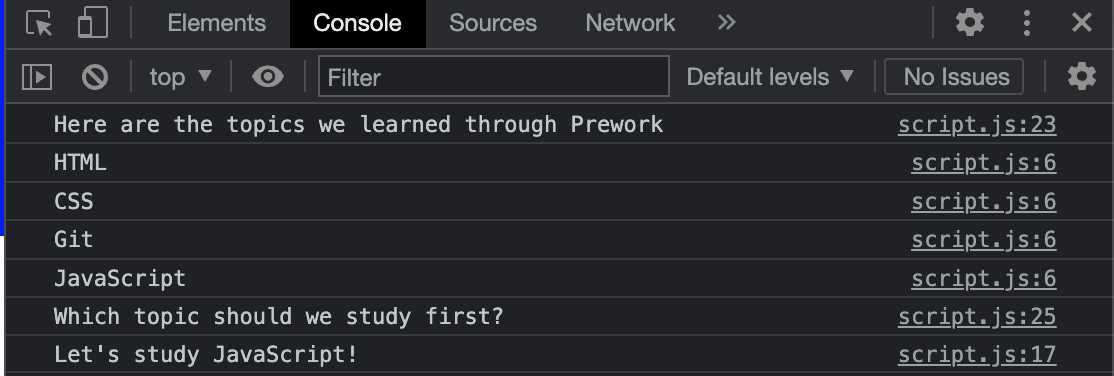 Elements Console Sources Network »
top ▼ Filter Default levels ▼ No Issues
Here are the topics we learned through Prework script.js:23
HTML script.js:6
CSS script.js:6
Git script.js:6
JavaScript script.js:6
Which topic should we study first? script.js:25
Let's study JavaScript! script.js:17